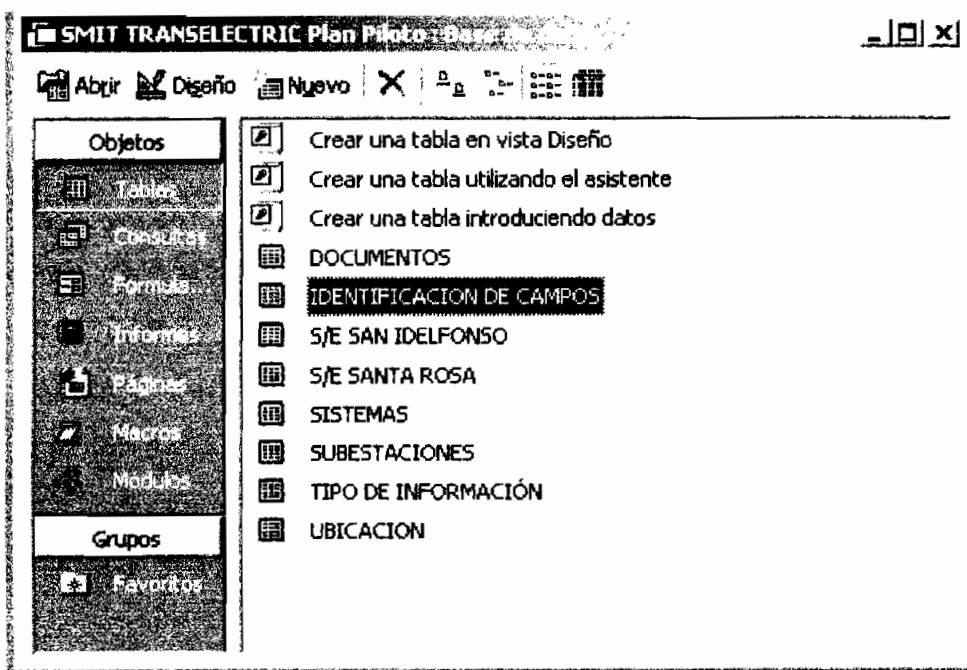 SMIT TRANSELECTRIC Plan Piloto : Base de
Abrir Diseño Nuevo
Objetos
Tablas
Consultas
Formula
Informes
Páginas
Macros
Módulos
Grupos
Favoritos
Crear una tabla en vista Diseño
Crear una tabla utilizando el asistente
Crear una tabla introduciendo datos
DOCUMENTOS
IDENTIFICACION DE CAMPOS
S/E SAN IDELFONSO
S/E SANTA ROSA
SISTEMAS
SUBESTACIONES
TIPO DE INFORMACIÓN
UBICACION